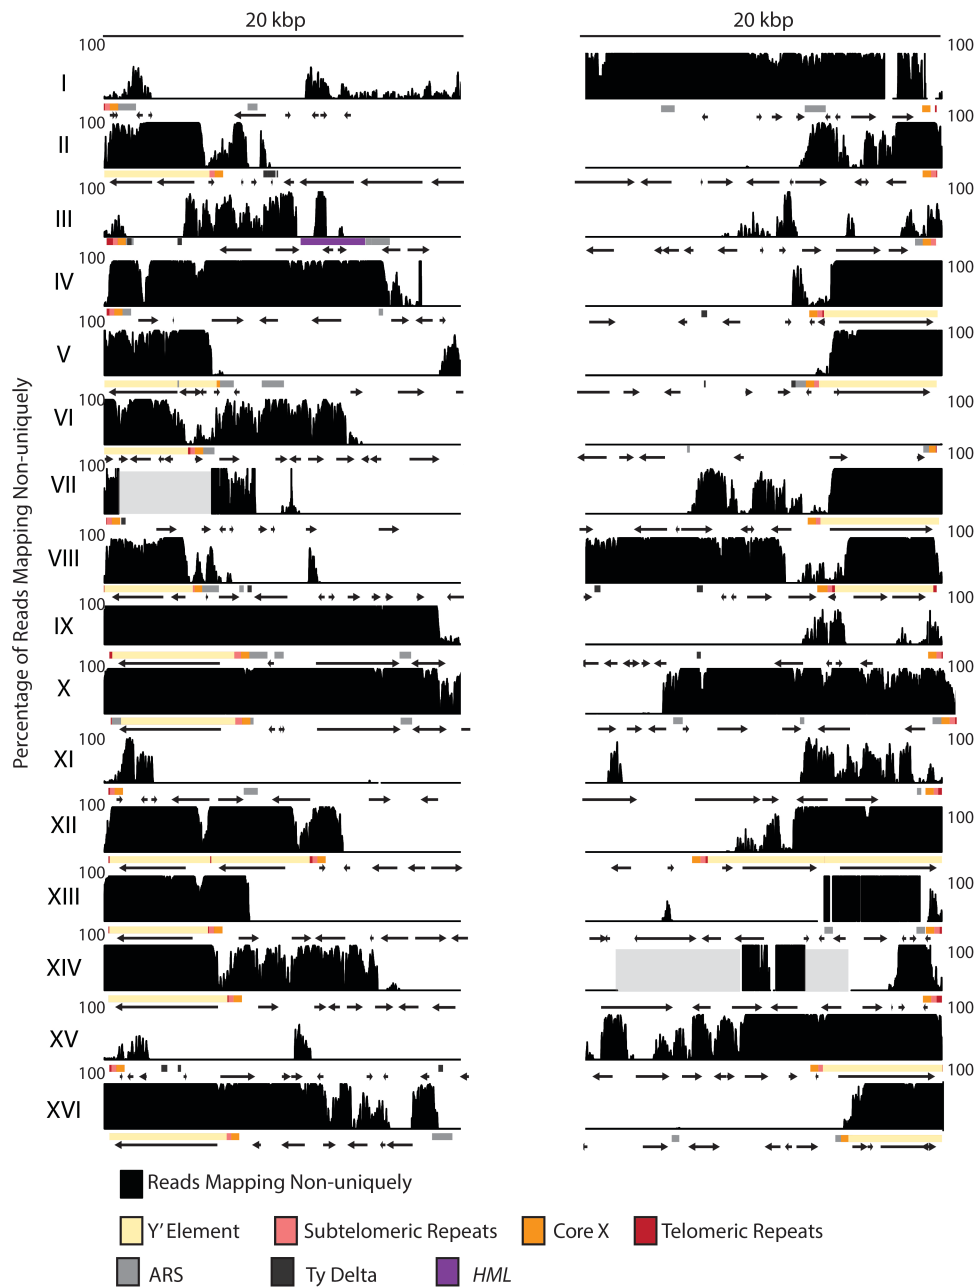 20 kbp 20 kbp
100 100
I
100 100
II
100 100
III
100 100
IV
100 100
V
100 100
VI
100 100
VII
100 100
VIII
100 100
IX
100 100
X
100 100
XI
100 100
XII
100 100
XIII
100 100
XIV
100 100
XV
100 100
XVI
Percentage of Reads Mapping Non-uniquely
Reads Mapping Non-uniquely
Y' Element Subtelomeric Repeats Core X Telomeric Repeats
ARS Ty Delta HML